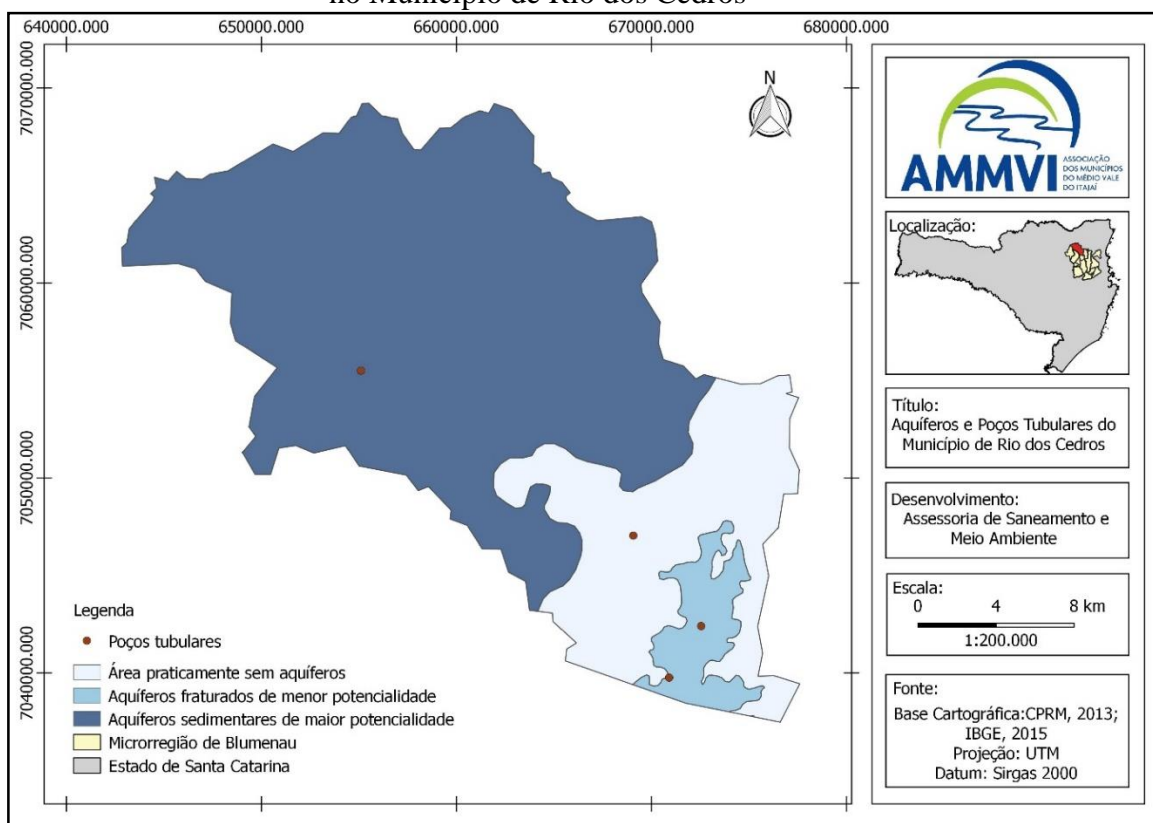 no Município de Rio dos Cedros
640000.000
650000.000
660000.000
670000.000
680000.000
7070000.000
7060000.000
7050000.000
7040000.000
N
Legenda
Poços tubulares
Área praticamente sem aquíferos
Aquíferos fraturados de menor potencialidade
Aquíferos sedimentares de maior potencialidade
Microrregião de Blumenau
Estado de Santa Catarina
AMMVI
ASSOCIAÇÃO
DOS MUNICÍPIOS
DO MÉDIO VALE
DO ITAJAÍ
Localização:
Título:
Aquíferos e Poços Tubulares do
Município de Rio dos Cedros
Desenvolvimento:
Assessoria de Saneamento e
Meio Ambiente
Escala:
0 4 8 km
1:200.000
Fonte:
Base Cartográfica:CPRM, 2013;
IBGE, 2015
Projeção: UTM
Datum: Sirgas 2000